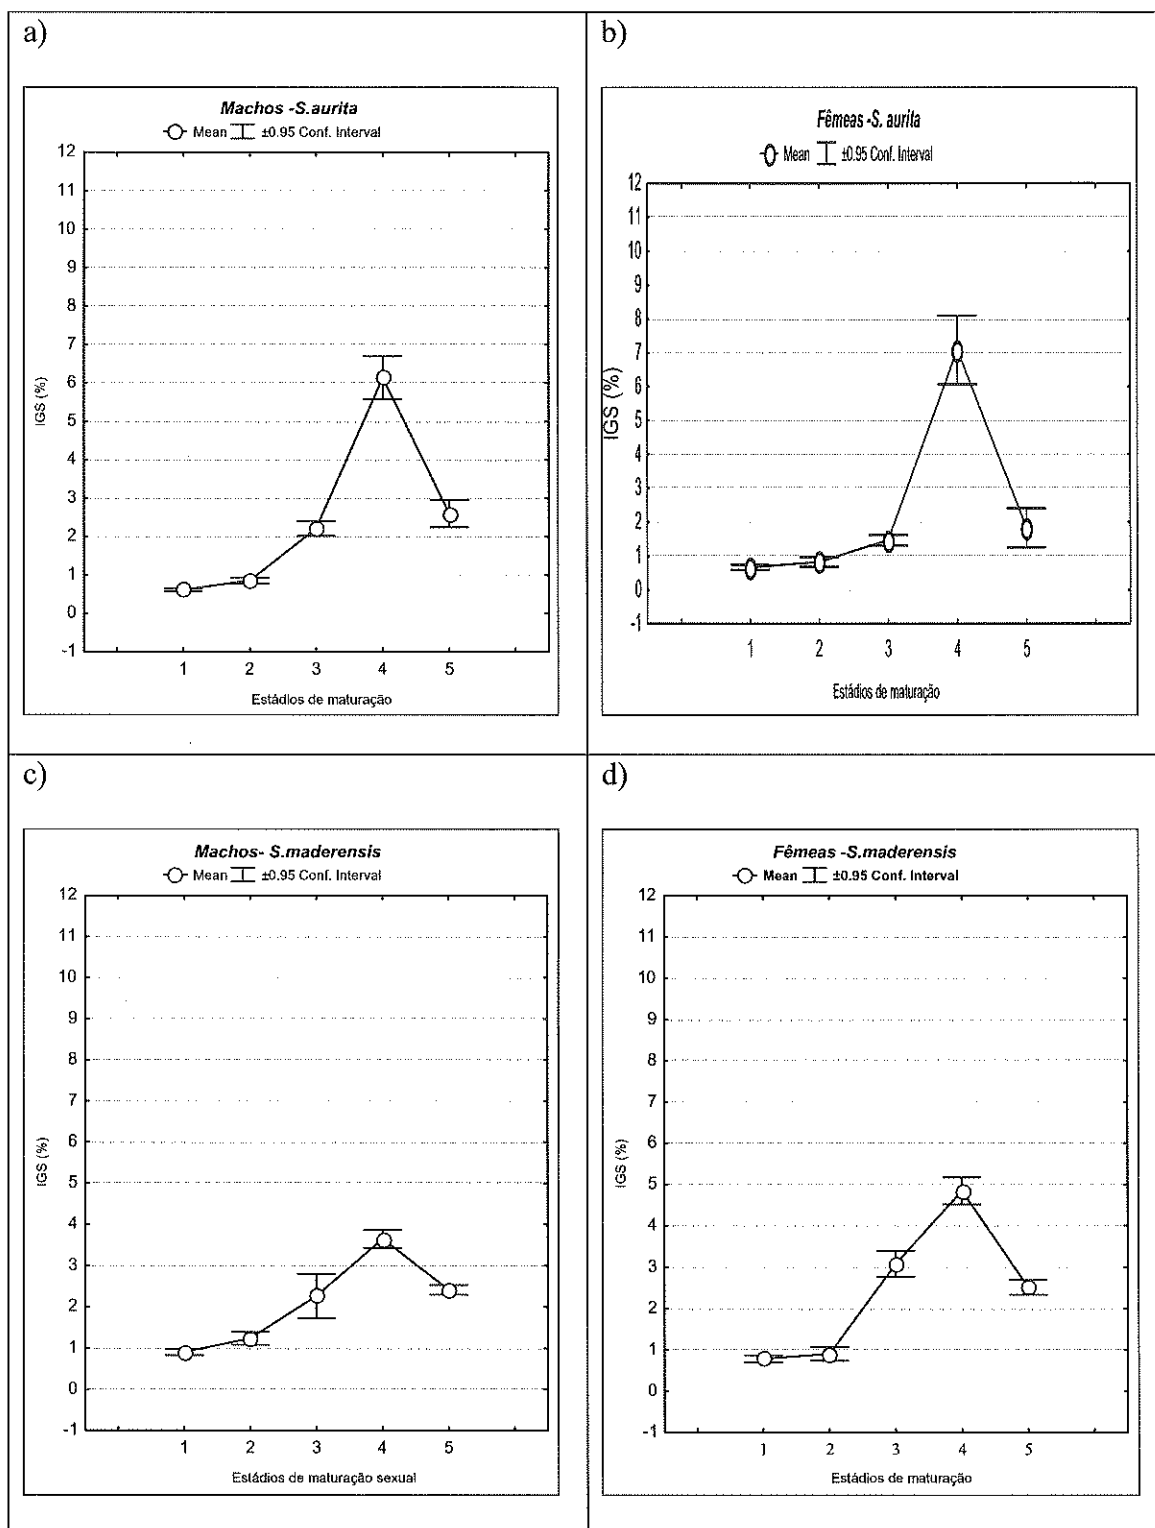 a)
Machos -S.aurita
Mean ±0.95 Conf. Interval
12
11
10
9
8
7
6
5
4
3
2
1
0
-1
IGS (%)
1 2 3 4 5
Estádios de maturação
b)
Fêmeas -S. aurita
Mean ±0.95 Conf. Interval
12
11
10
9
8
7
6
5
4
3
2
1
0
-1
IGS (%)
1 2 3 4 5
Estádios de maturação
c)
Machos- S.maderensis
Mean ±0.95 Conf. Interval
12
11
10
9
8
7
6
5
4
3
2
1
0
-1
IGS (%)
1 2 3 4 5
Estádios de maturação sexual
d)
Fêmeas -S.maderensis
Mean ±0.95 Conf. Interval
12
11
10
9
8
7
6
5
4
3
2
1
0
-1
IGS (%)
1 2 3 4 5
Estádios de maturação